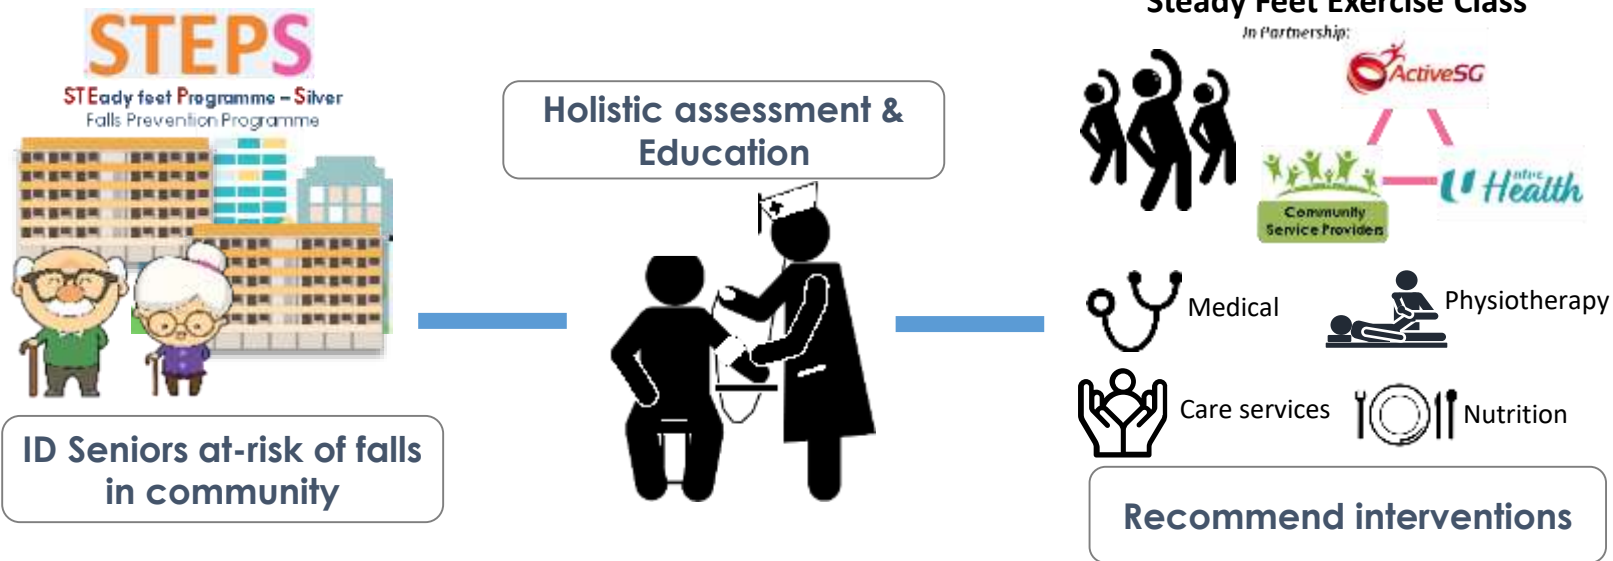 STEPS
STEady feet Programme – Silver
Falls Prevention Programme
ID Seniors at-risk of falls
in community
Holistic assessment &
Education
Steady Feet Exercise Class
In Partnership:
ActiveSG
Community
Service Providers
ntuc
Health
Medical
Physiotherapy
Care services
Nutrition
Recommend interventions